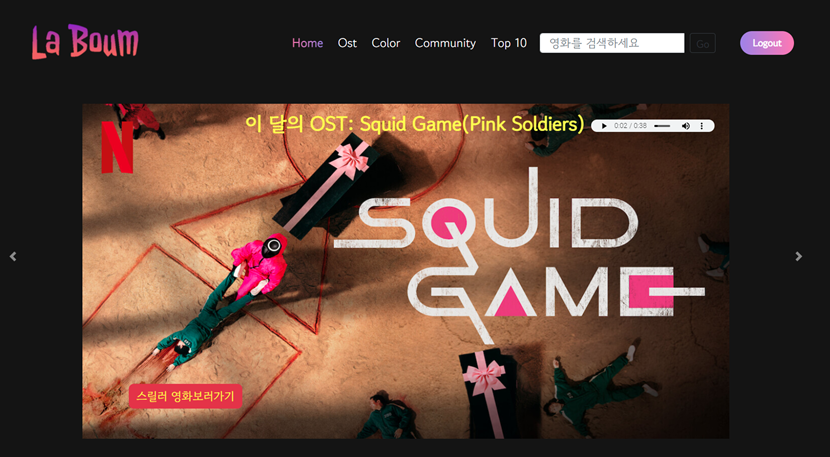 La Boum
Home Ost Color Community Top 10 영화를 검색하세요 Go Logout
이 달의 OST: Squid Game(Pink Soldiers) 0:02 / 0:38
N
SQUID
GAME
스릴러 영화보러가기